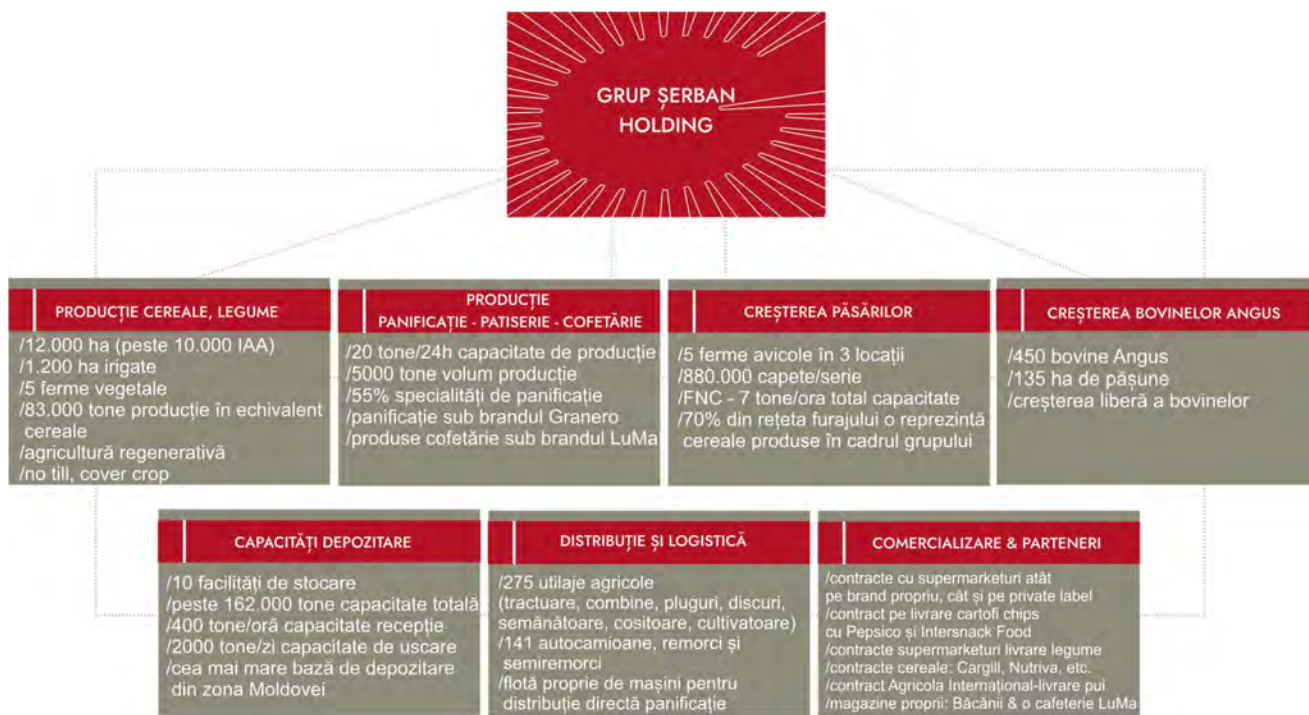 GRUP ȘERBAN
HOLDING
PRODUCȚIE CEREALE, LEGUME
/12.000 ha (peste 10.000 IAA)
/1.200 ha irigate
/5 ferme vegetale
/83.000 tone producție în echivalent
cereale
/agricultură regenerativă
/no till, cover crop
PRODUCȚIE
PANIFICAȚIE - PATISERIE - COFETĂRIE
/20 tone/24h capacitate de producție
/5000 tone volum producție
/55% specialități de panificație
/panificație sub brandul Granero
/produse cofetărie sub brandul LuMa
CREȘTEREA PĂSĂRILOR
/5 ferme avicole în 3 locații
/880.000 capete/serie
/FNC - 7 tone/ora total capacitate
/70% din rețeta furajului o reprezintă
cereale produse în cadrul grupului
CREȘTEREA BOVINELOR ANGUS
/450 bovine Angus
/135 ha de pășune
/creșterea liberă a bovinelor
CAPACITĂȚI DEPOZITARE
/10 facilități de stocare
/peste 162.000 tone capacitate totală
/400 tone/oră capacitate recepție
/2000 tone/zi capacitate de uscare
/cea mai mare bază de depozitare
din zona Moldovei
DISTRIBUȚIE ȘI LOGISTICĂ
/275 utilaje agricole
(tractuare, combine, pluguri, discuri,
semănătoare, cositoare, cultivatoare)
/141 autocamioane, remorci și
semiremorci
/flotă proprie de mașini pentru
distribuție directă panificație
COMERCIALIZARE & PARTENERI
/contracte cu supermarketuri atât
pe brand propriu, cât și pe private label
/contract pe livrare cartofi chips
cu Pepsico și Intersnack Food
/contracte supermarketuri livrare legume
/contracte cereale: Cargill, Nutriva, etc.
/contract Agricola Internațional-livrare pui
/magazine proprii: Băcănii & o cafeterie LuMa